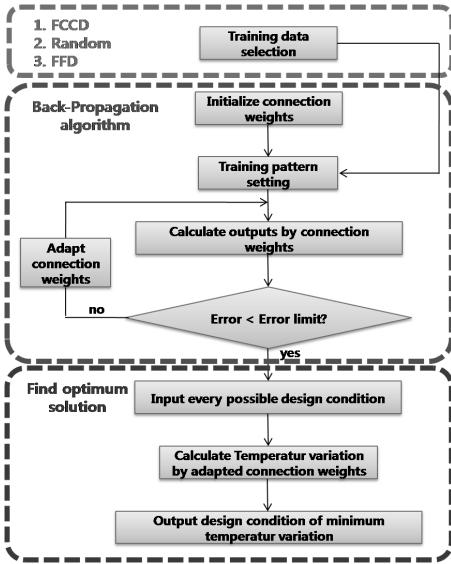 1. FCCD
2. Random
3. FFD
Training data
selection
Back-Propagation
algorithm
Initialize connection
weights
Training pattern
setting
Calculate outputs by connection
weights
Adapt
connection
weights
no
Error < Error limit?
yes
Find optimum
solution
Input every possible design condition
Calculate Temperatur variation
by adapted connection weights
Output design condition of minimum
temperatur variation